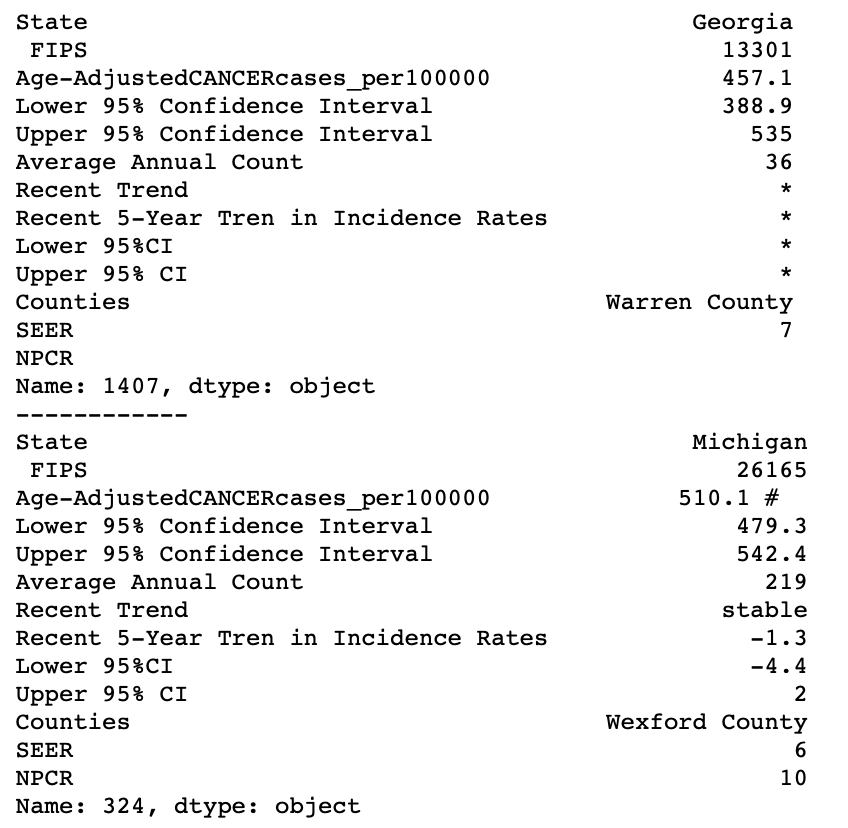 State Georgia
FIPS 13301
Age-AdjustedCANCERcases_per100000 457.1
Lower 95% Confidence Interval 388.9
Upper 95% Confidence Interval 535
Average Annual Count 36
Recent Trend *
Recent 5-Year Tren in Incidence Rates *
Lower 95%CI *
Upper 95% CI *
Counties Warren County
SEER 7
NPCR
Name: 1407, dtype: object
------------
State Michigan
FIPS 26165
Age-AdjustedCANCERcases_per100000 510.1 #
Lower 95% Confidence Interval 479.3
Upper 95% Confidence Interval 542.4
Average Annual Count 219
Recent Trend stable
Recent 5-Year Tren in Incidence Rates -1.3
Lower 95%CI -4.4
Upper 95% CI 2
Counties Wexford County
SEER 6
NPCR 10
Name: 324, dtype: object